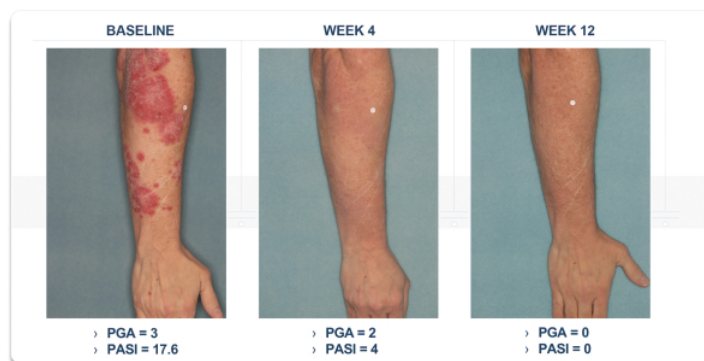 BASELINE
WEEK 4
WEEK 12
› PGA = 3
› PASI = 17.6
› PGA = 2
› PASI = 4
› PGA = 0
› PASI = 0